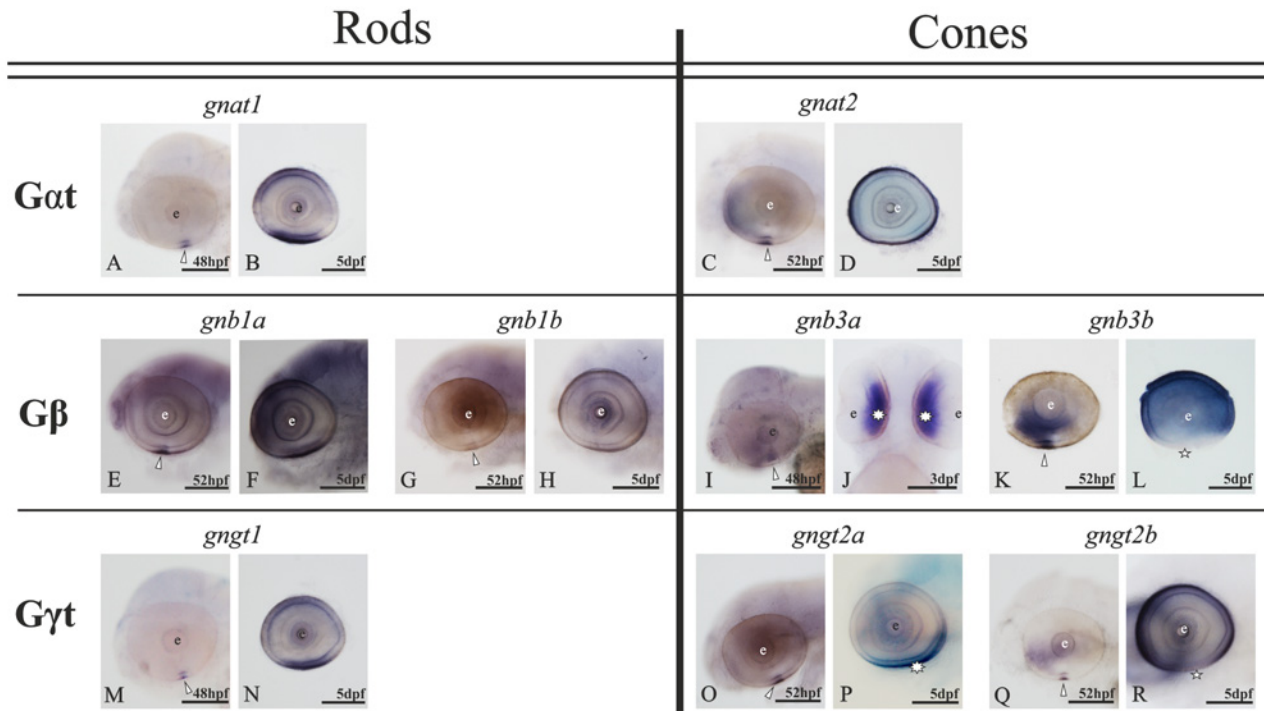 Rods Cones
gnat1 gnat2
Gαt
e e e e
A 48hpf B 5dpf C 52hpf D 5dpf
gnb1a gnb1b gnb3a gnb3b
Gβ
e e e e e e e e e
E 52hpf F 5dpf G 52hpf H 5dpf I 48hpf J 3dpf K 52hpf L 5dpf
gngt1 gngt2a gngt2b
Gγt
e e e e e e
M 48hpf N 5dpf O 52hpf P 5dpf Q 52hpf R 5dpf